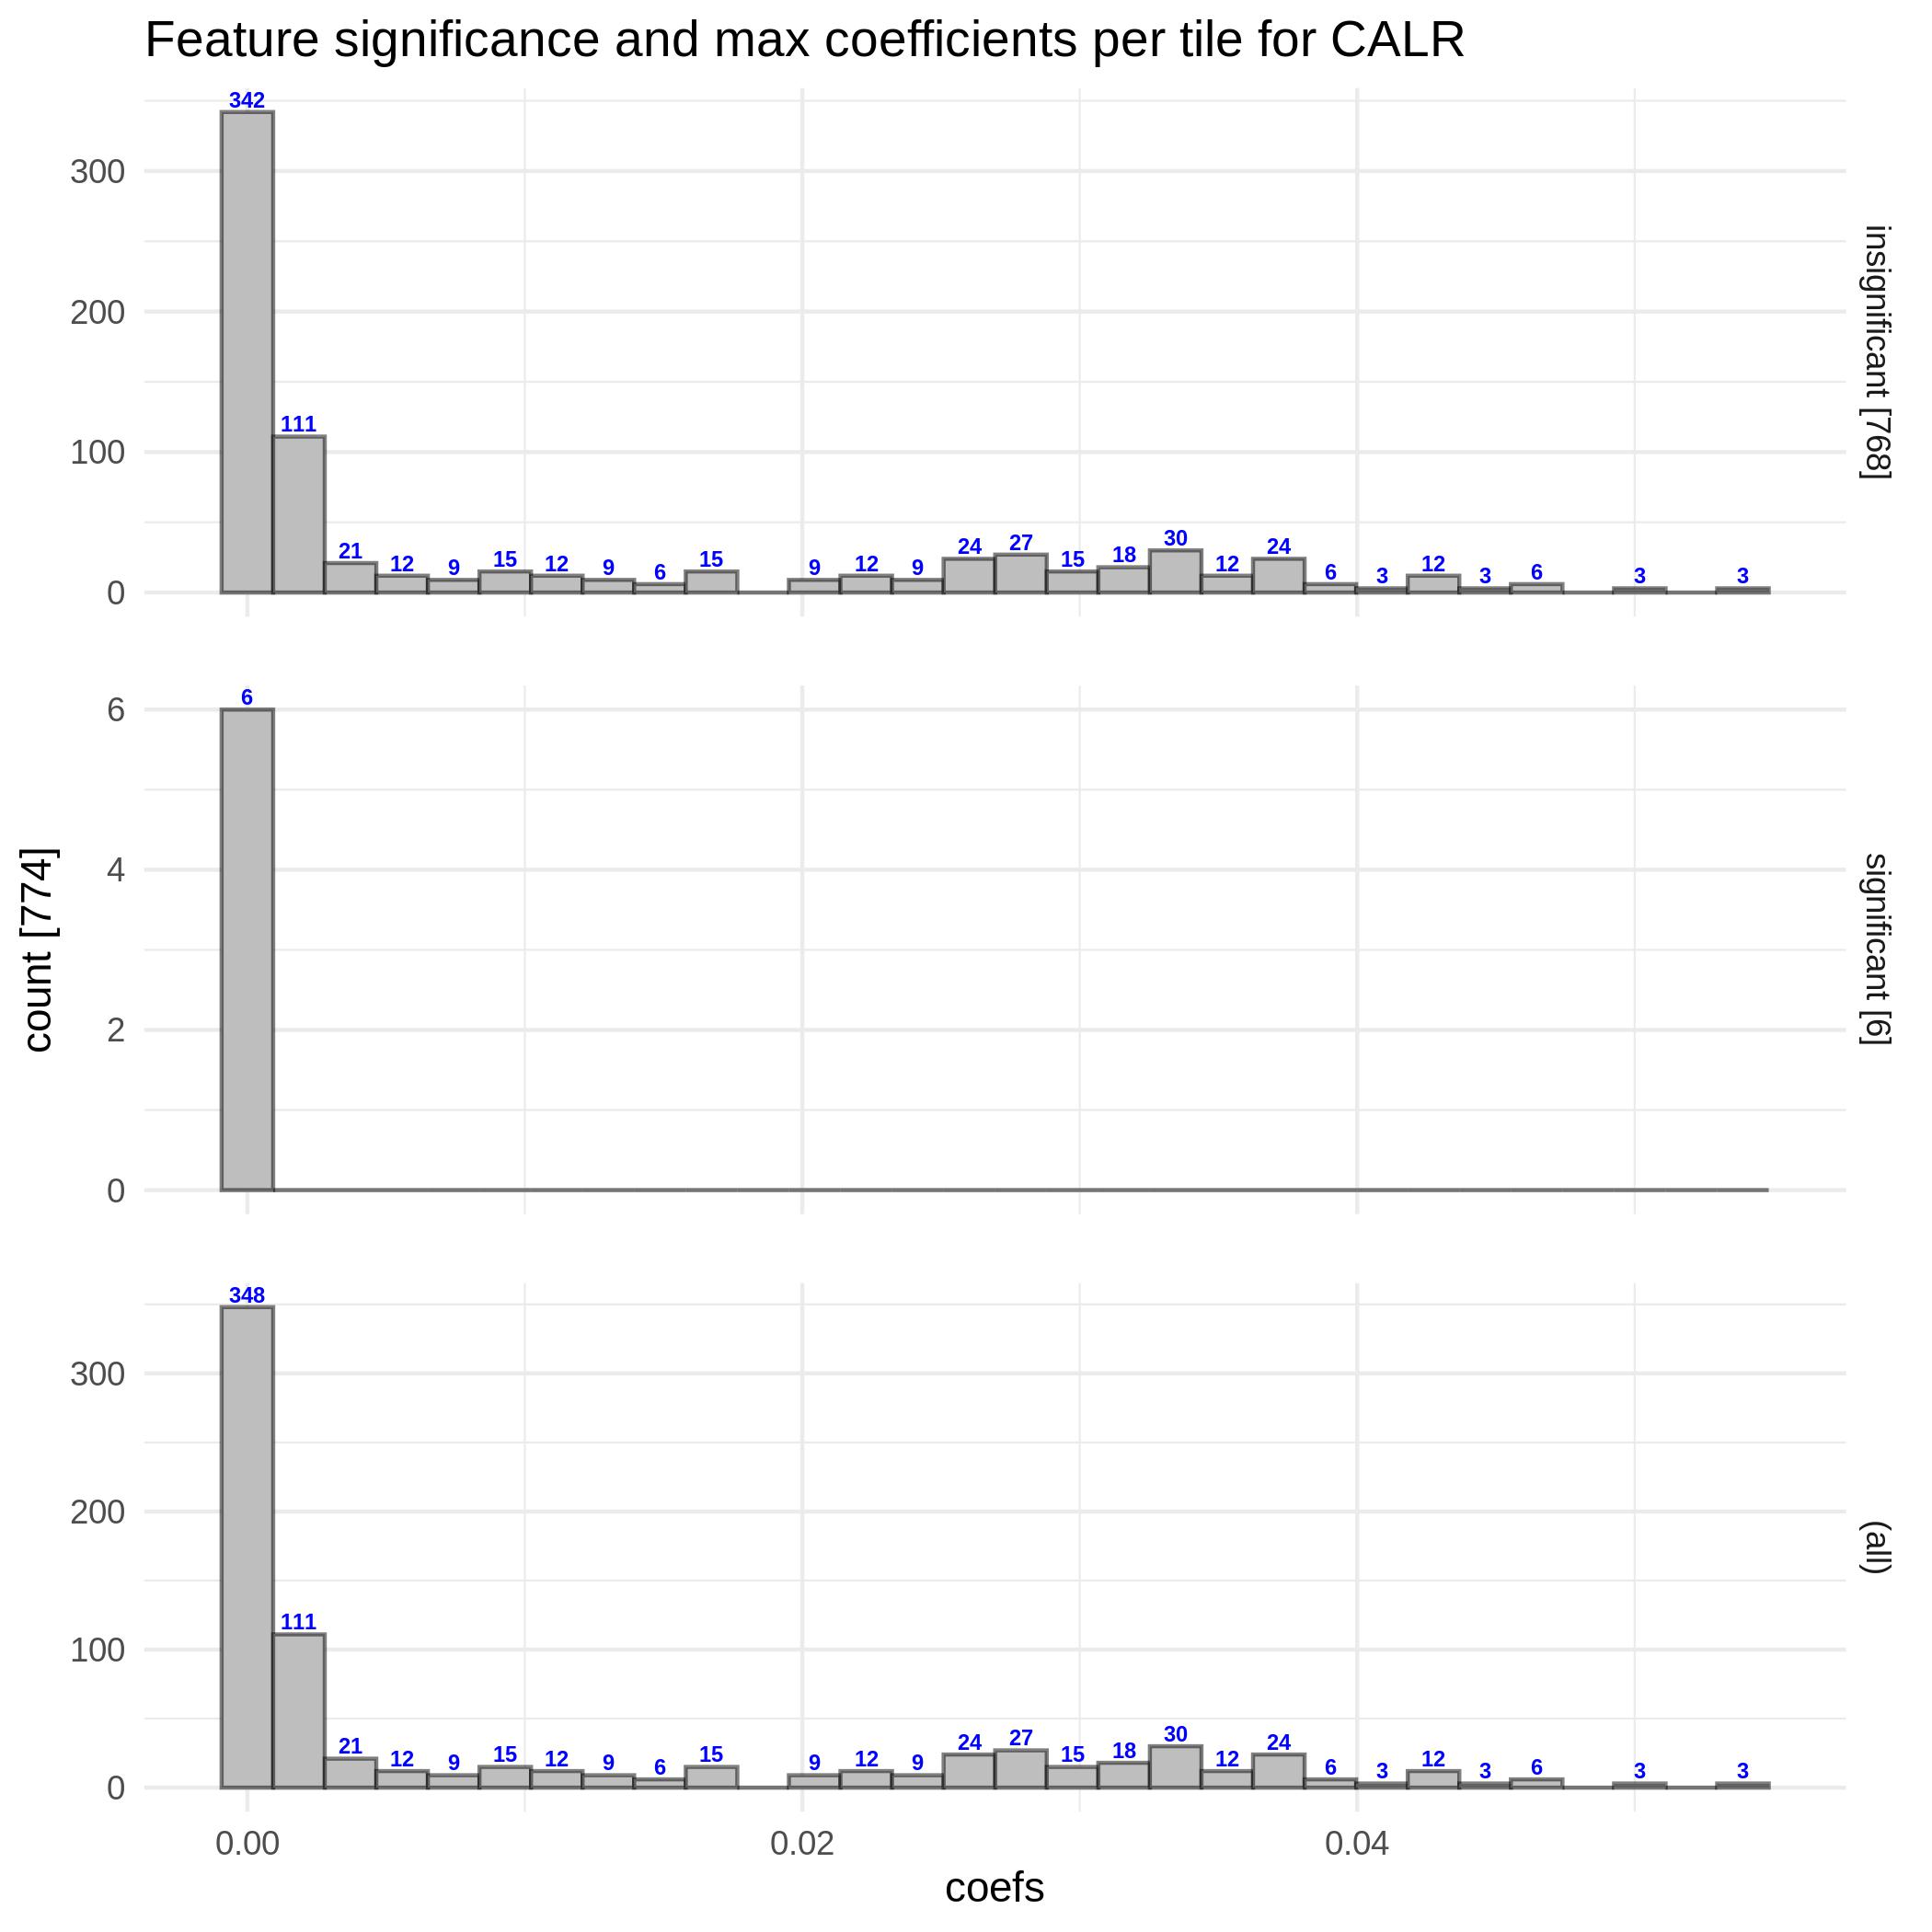 Feature significance and max coefficients per tile for CALR
342
300
200
111
100
21 12 9 15 12 9 6 15 9 12 9 24 27 15 18 30 12 24 6 3 12 3 6 3 3
0
insignificant [768]
6
6
4
2
0
significant [6]
count [774]
348
300
200
111
100
21 12 9 15 12 9 6 15 9 12 9 24 27 15 18 30 12 24 6 3 12 3 6 3 3
0
(all)
0.00 0.02 0.04
coefs